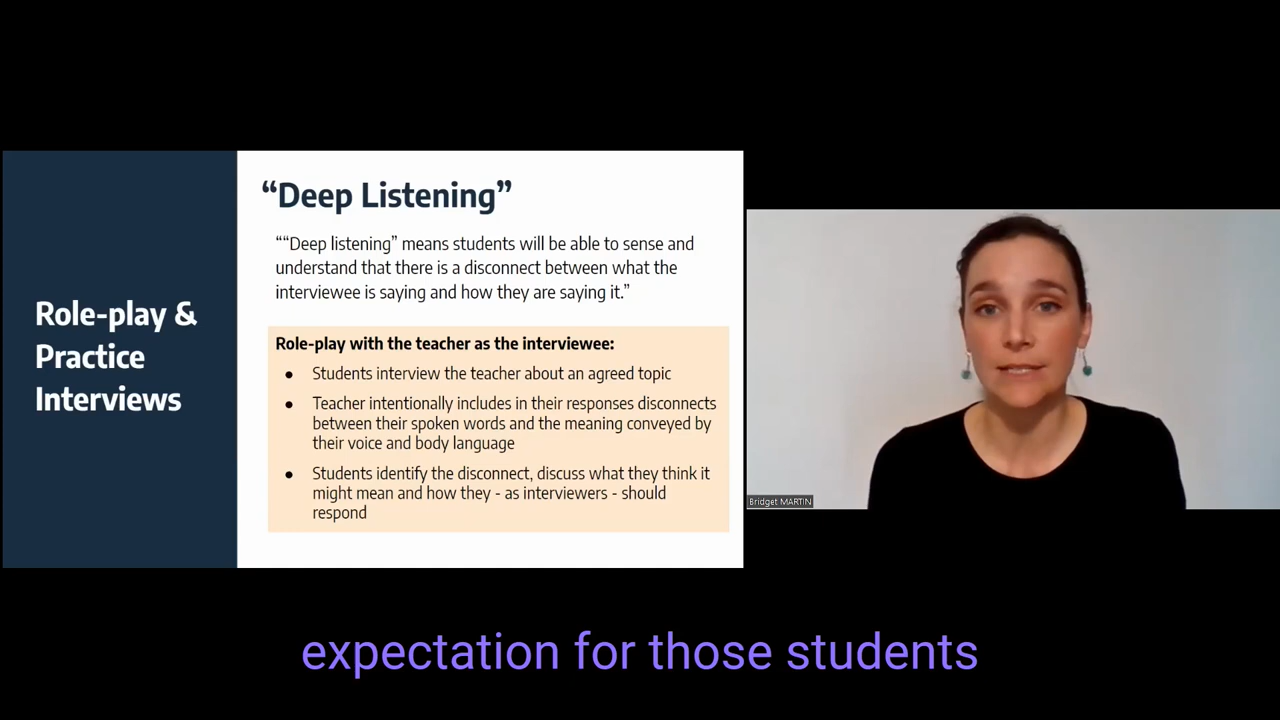 Role-play &
Practice
Interviews
“Deep Listening”
““Deep listening” means students will be able to sense and
understand that there is a disconnect between what the
interviewee is saying and how they are saying it.”
Role-play with the teacher as the interviewee:
● Students interview the teacher about an agreed topic
● Teacher intentionally includes in their responses disconnects
between their spoken words and the meaning conveyed by
their voice and body language
● Students identify the disconnect, discuss what they think it
might mean and how they - as interviewers - should
respond
Bridget MARTIN
expectation for those students